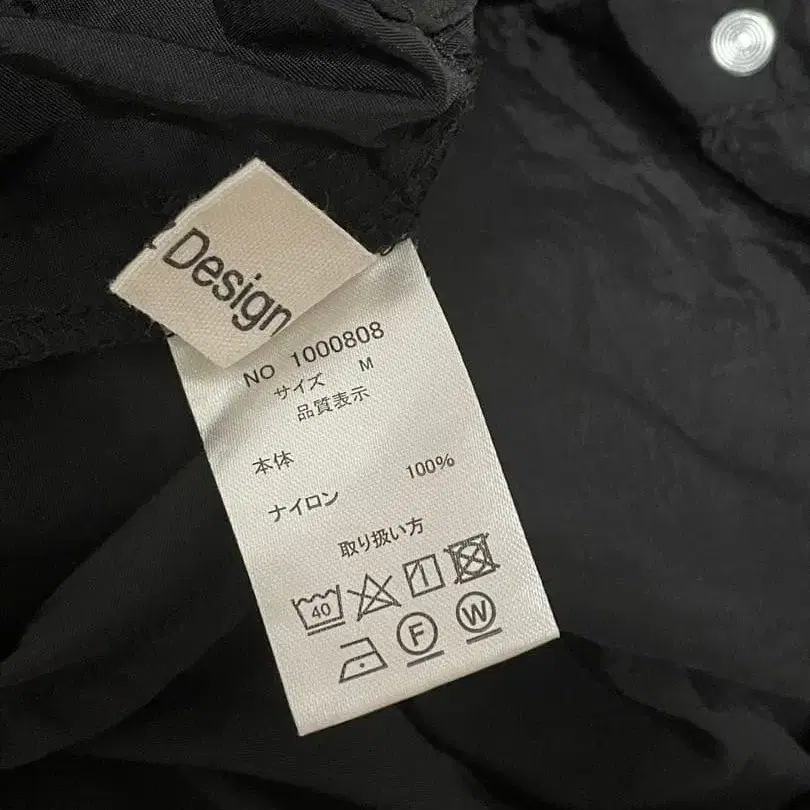 Design
NO 1000808
サイズ M
品質表示
本体
ナイロン 100%
取り扱い方
40
F W